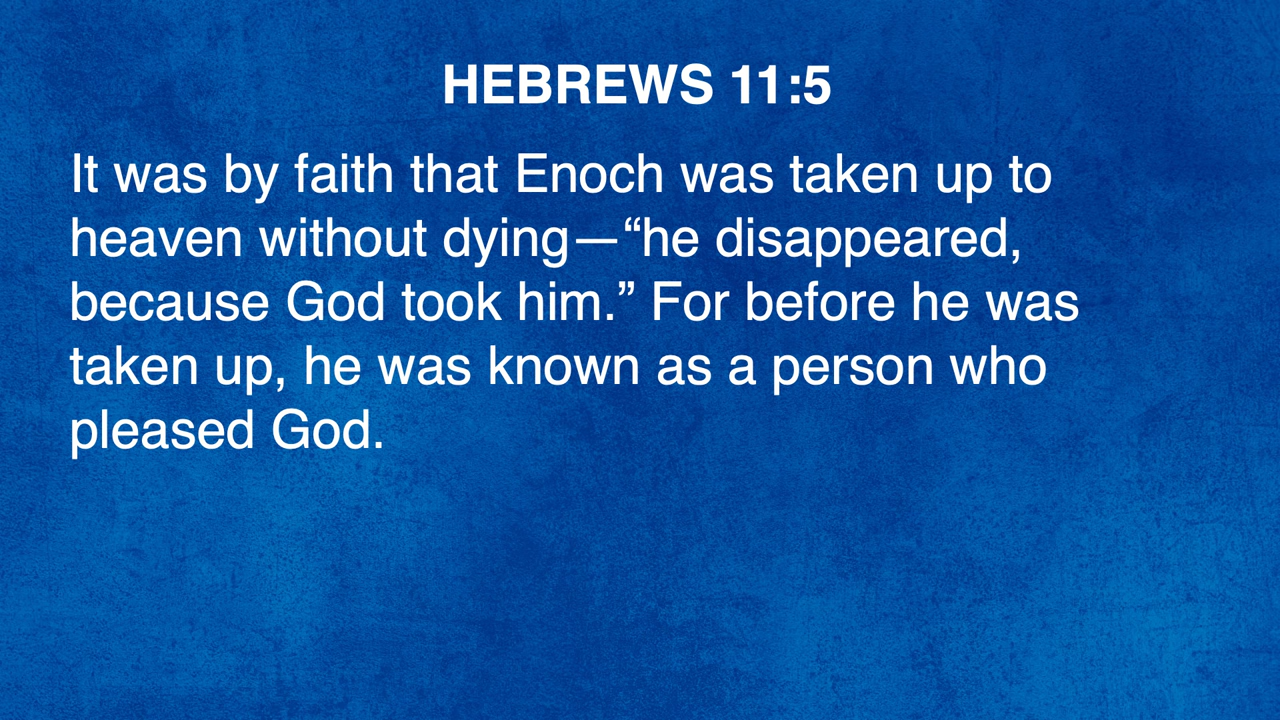 HEBREWS 11:5
It was by faith that Enoch was taken up to
heaven without dying—“he disappeared,
because God took him.” For before he was
taken up, he was known as a person who
pleased God.